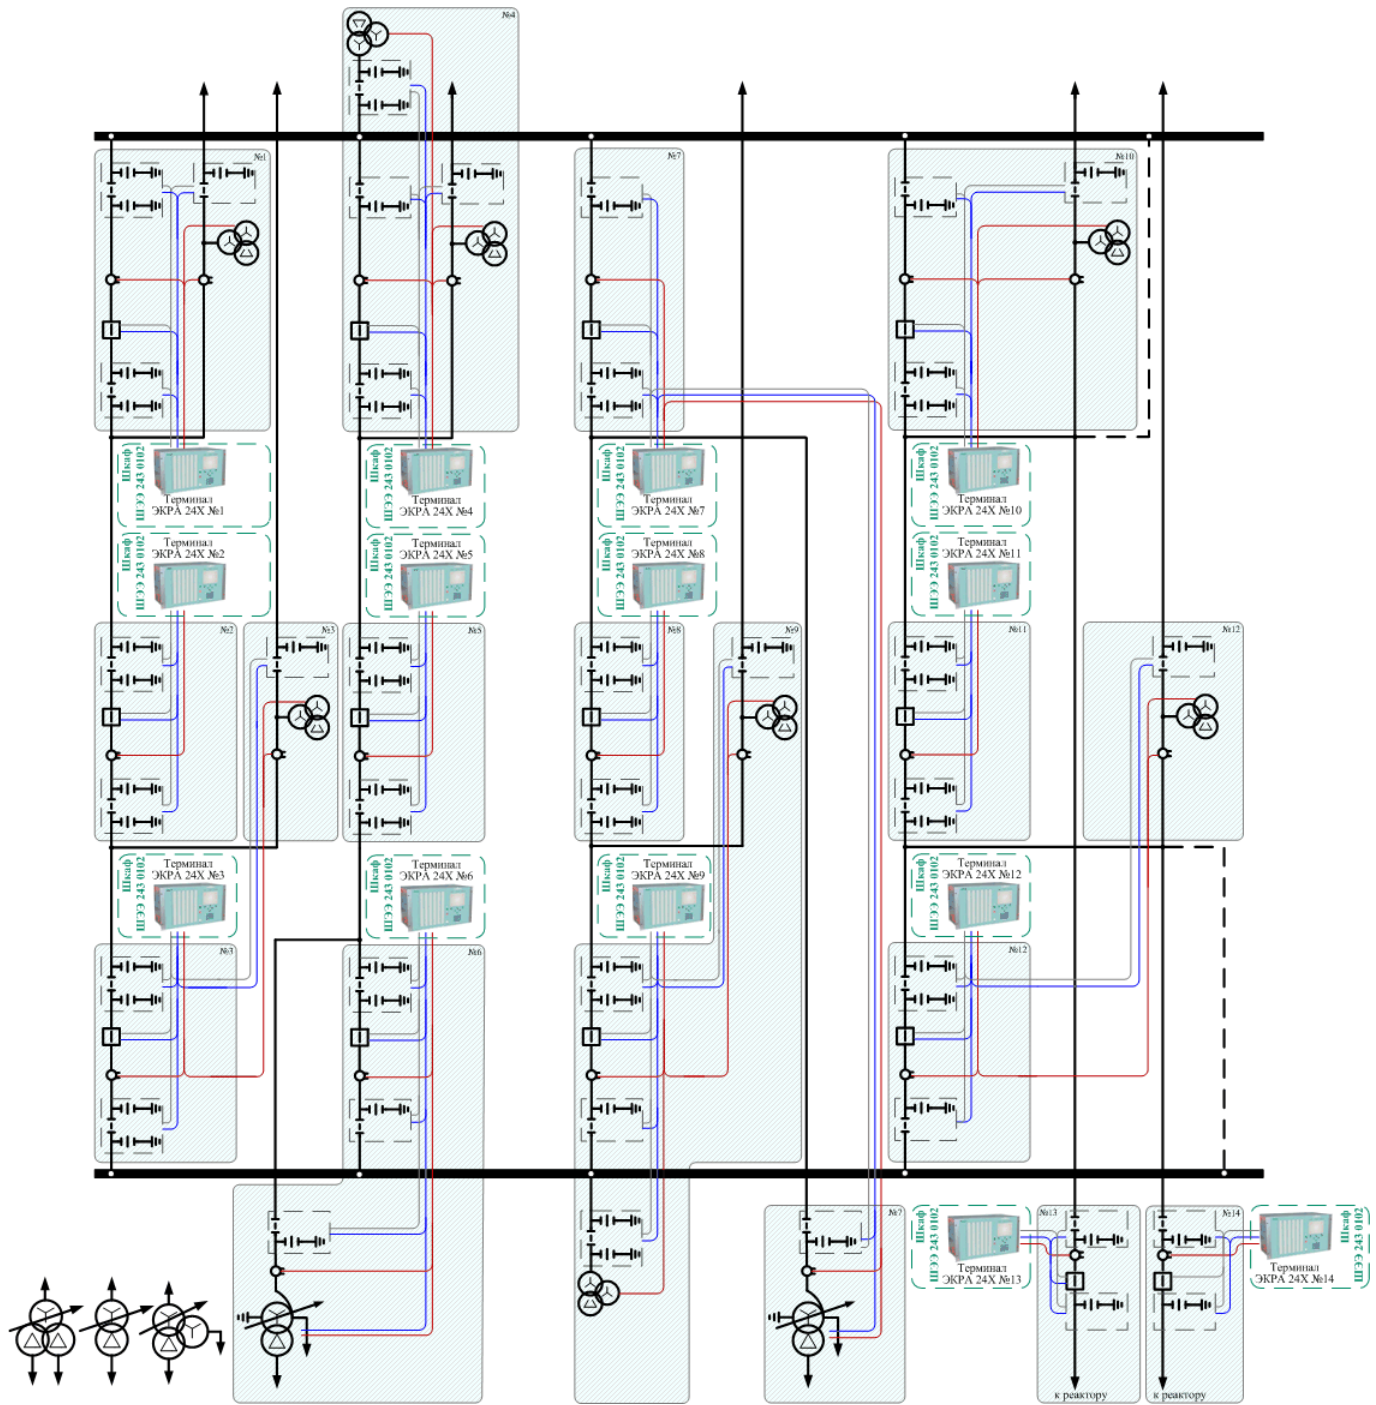 №4
№1
№7
№10
Шкаф
ШЭЭ 243 0102
Терминал
ЭКРА 24Х №1
Шкаф
ШЭЭ 243 0102
Терминал
ЭКРА 24Х №4
Шкаф
ШЭЭ 243 0102
Терминал
ЭКРА 24Х №7
Шкаф
ШЭЭ 243 0102
Терминал
ЭКРА 24Х №10
Шкаф
ШЭЭ 243 0102
Терминал
ЭКРА 24Х №2
Шкаф
ШЭЭ 243 0102
Терминал
ЭКРА 24Х №5
Шкаф
ШЭЭ 243 0102
Терминал
ЭКРА 24Х №8
Шкаф
ШЭЭ 243 0102
Терминал
ЭКРА 24Х №11
№2
№3
№5
№8
№9
№11
№12
Шкаф
ШЭЭ 243 0102
Терминал
ЭКРА 24Х №3
Шкаф
ШЭЭ 243 0102
Терминал
ЭКРА 24Х №6
Шкаф
ШЭЭ 243 0102
Терминал
ЭКРА 24Х №9
Шкаф
ШЭЭ 243 0102
Терминал
ЭКРА 24Х №12
№3
№6
№12
№7
Шкаф
ШЭЭ 243 0102
Терминал
ЭКРА 24Х №13
№13
№14
Терминал
ЭКРА 24Х №14
Шкаф
ШЭЭ 243 0102
к реактору
к реактору